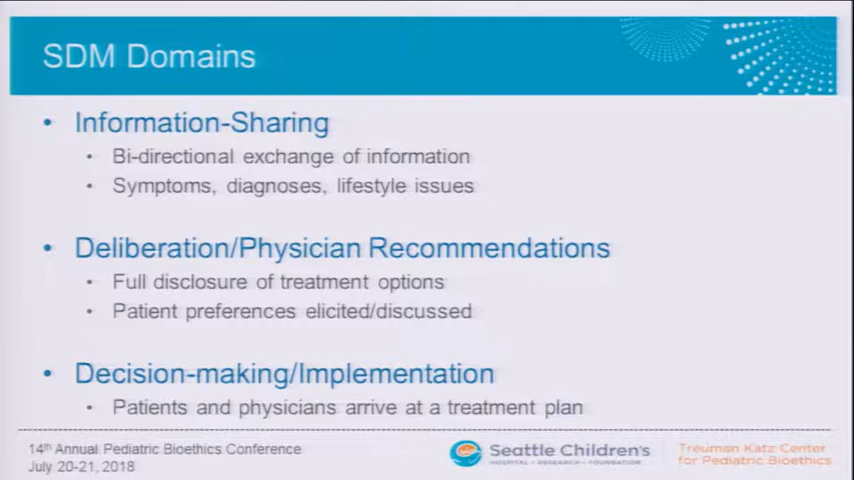 SDM Domains
• Information-Sharing
• Bi-directional exchange of information
• Symptoms, diagnoses, lifestyle issues
• Deliberation/Physician Recommendations
• Full disclosure of treatment options
• Patient preferences elicited/discussed
• Decision-making/Implementation
• Patients and physicians arrive at a treatment plan
14th Annual Pediatric Bioethics Conference
July 20-21, 2018
Seattle Children's
HOSPITAL • RESEARCH • FOUNDATION
Treuman Katz Center
for Pediatric Bioethics